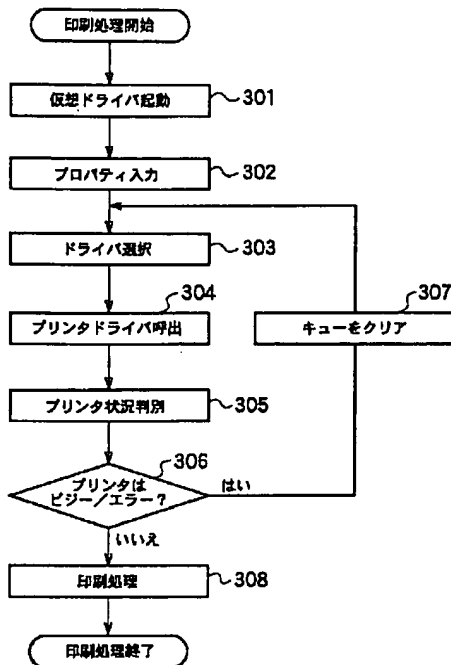 印刷処理開始
仮想ドライバ起動
301
プロパティ入力
302
ドライバ選択
303
304
プリンタドライバ呼出
307
キューをクリア
プリンタ状況判別
305
306
プリンタは
ビジー/エラー?
はい
いいえ
印刷処理
308
印刷処理終了